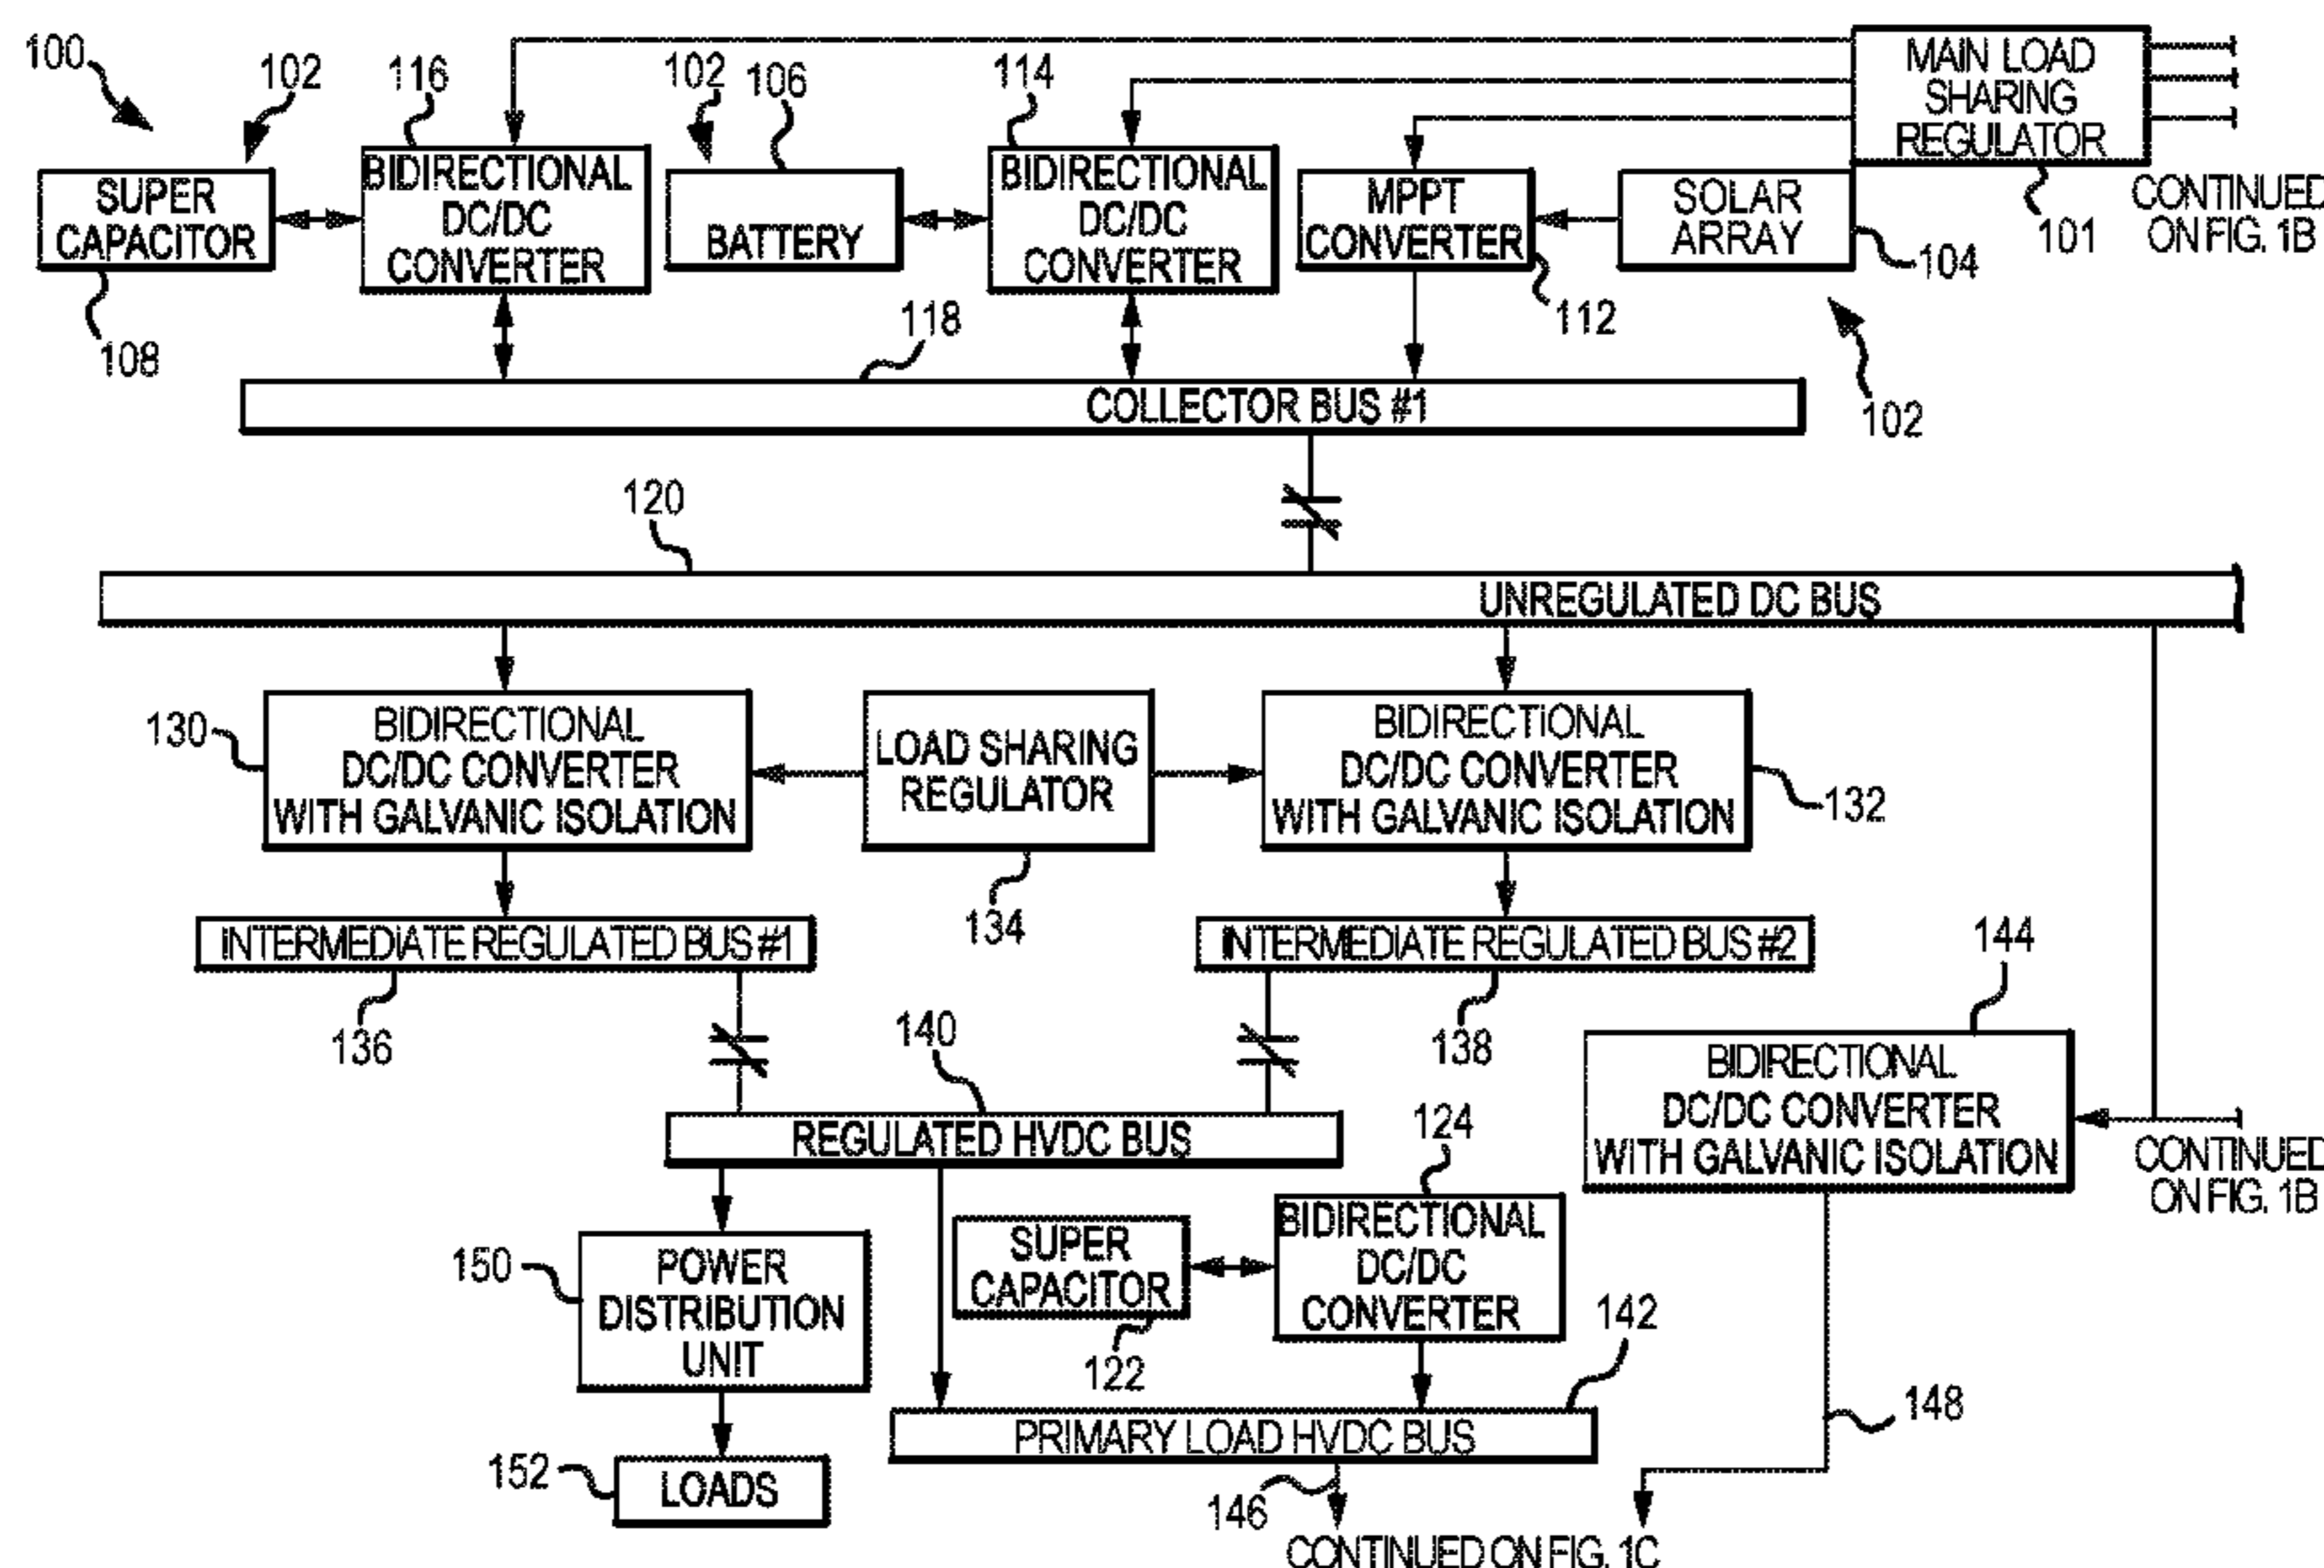 100
102
116
102
106
114
MAIN LOAD
SHARING
REGULATOR
SUPER
CAPACITOR
BIDIRECTIONAL
DC/DC
CONVERTER
BATTERY
BIDIRECTIONAL
DC/DC
CONVERTER
MPPT
CONVERTER
SOLAR
ARRAY
101
CONTINUED
ON FIG. 1B
104
108
118
112
102
COLLECTOR BUS #1
120
UNREGULATED DC BUS
130
BIDIRECTIONAL
DC/DC CONVERTER
WITH GALVANIC ISOLATION
LOAD SHARING
REGULATOR
BIDIRECTIONAL
DC/DC CONVERTER
WITH GALVANIC ISOLATION
132
134
INTERMEDIATE REGULATED BUS #1
INTERMEDIATE REGULATED BUS #2
144
136
140
138
BIDIRECTIONAL
DC/DC CONVERTER
WITH GALVANIC ISOLATION
REGULATED HVDC BUS
124
CONTINUED
ON FIG. 1B
150
POWER
DISTRIBUTION
UNIT
SUPER
CAPACITOR
BIDIRECTIONAL
DC/DC
CONVERTER
122
142
PRIMARY LOAD HVDC BUS
148
152
LOADS
146
CONTINUED ON FIG. 1C